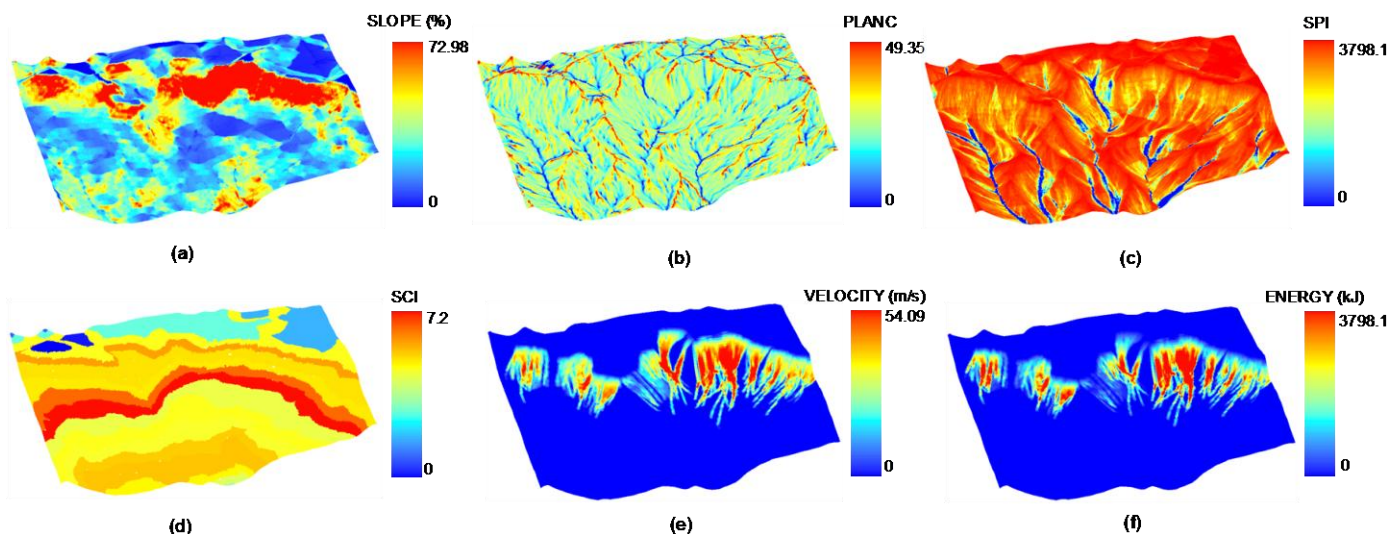 SLOPE (%)
72.98
0
(a)
PLANC
49.35
0
(b)
SPI
3798.1
0
(c)
SCI
7.2
0
(d)
VELOCITY (m/s)
54.09
0
(e)
ENERGY (kJ)
3798.1
0
(f)